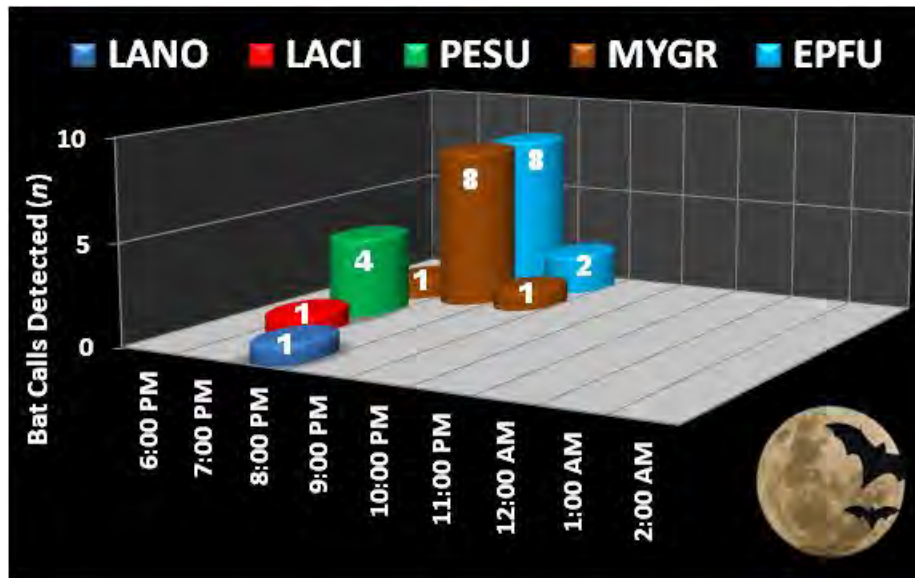 LANO LACI PESU MYGR EPFU
Bat Calls Detected (n)
10
5
0
8
8
4
1
2
1
1
1
6:00 PM
7:00 PM
8:00 PM
9:00 PM
10:00 PM
11:00 PM
12:00 AM
1:00 AM
2:00 AM